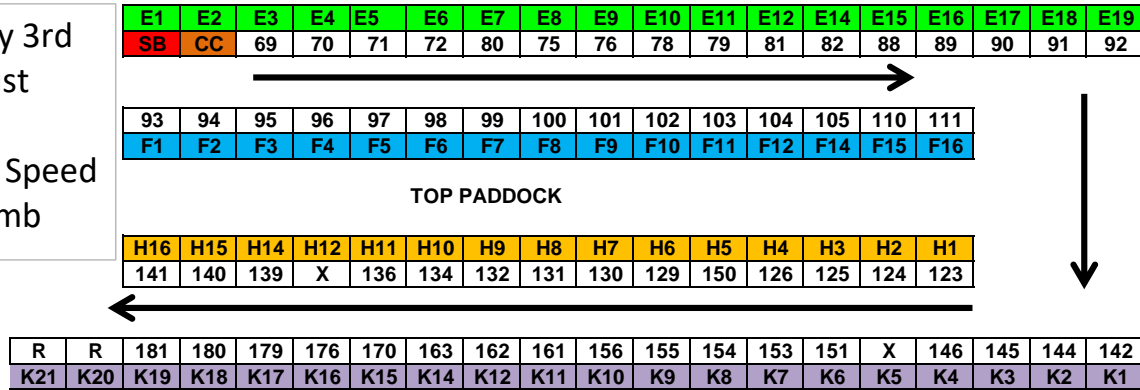 y 3rd
st
Speed
mb
E1 E2 E3 E4 E5 E6 E7 E8 E9 E10 E11 E12 E14 E15 E16 E17 E18 E19
SB CC 69 70 71 72 80 75 76 78 79 81 82 88 89 90 91 92
93 94 95 96 97 98 99 100 101 102 103 104 105 110 111
F1 F2 F3 F4 F5 F6 F7 F8 F9 F10 F11 F12 F14 F15 F16
TOP PADDOCK
H16 H15 H14 H12 H11 H10 H9 H8 H7 H6 H5 H4 H3 H2 H1
141 140 139 X 136 134 132 131 130 129 150 126 125 124 123
R R 181 180 179 176 170 163 162 161 156 155 154 153 151 X 146 145 144 142
K21 K20 K19 K18 K17 K16 K15 K14 K12 K11 K10 K9 K8 K7 K6 K5 K4 K3 K2 K1